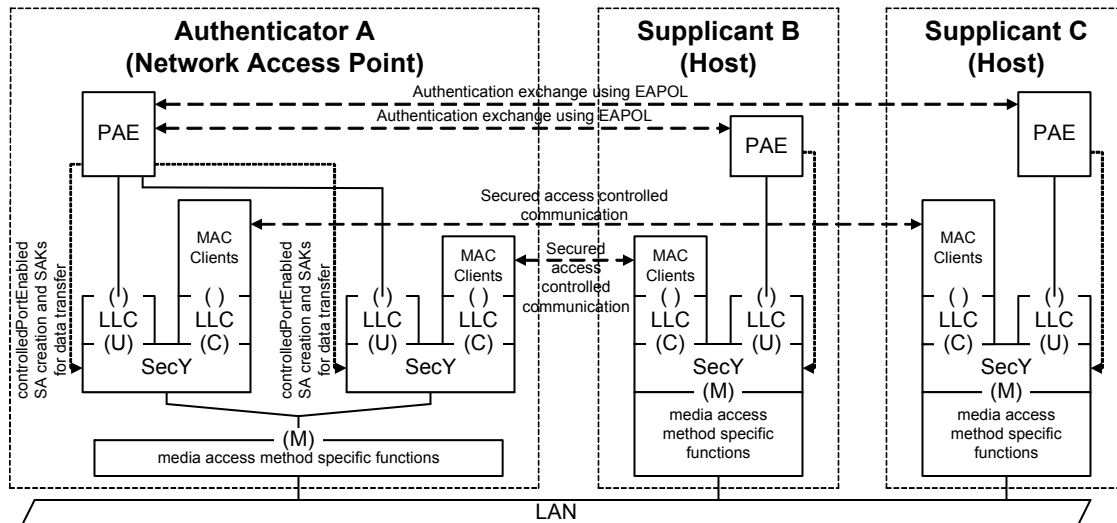 Authenticator A
(Network Access Point)
Supplicant B
(Host)
Supplicant C
(Host)
Authentication exchange using EAPOL
Authentication exchange using EAPOL
PAE
PAE
PAE
Secured access controlled
communication
controlledPortEnabled
SA creation and SAKs
for data transfer
MAC
Clients
controlledPortEnabled
SA creation and SAKs
for data transfer
MAC
Clients
Secured
access
controlled
communication
MAC
Clients
MAC
Clients
( )
LLC
(U)
( )
LLC
(C)
SecY
( )
LLC
(U)
( )
LLC
(C)
SecY
( )
LLC
(C)
( )
LLC
(U)
SecY
(M)
media access
method specific
functions
( )
LLC
(C)
( )
LLC
(U)
SecY
(M)
media access
method specific
functions
(M)
media access method specific functions
LAN